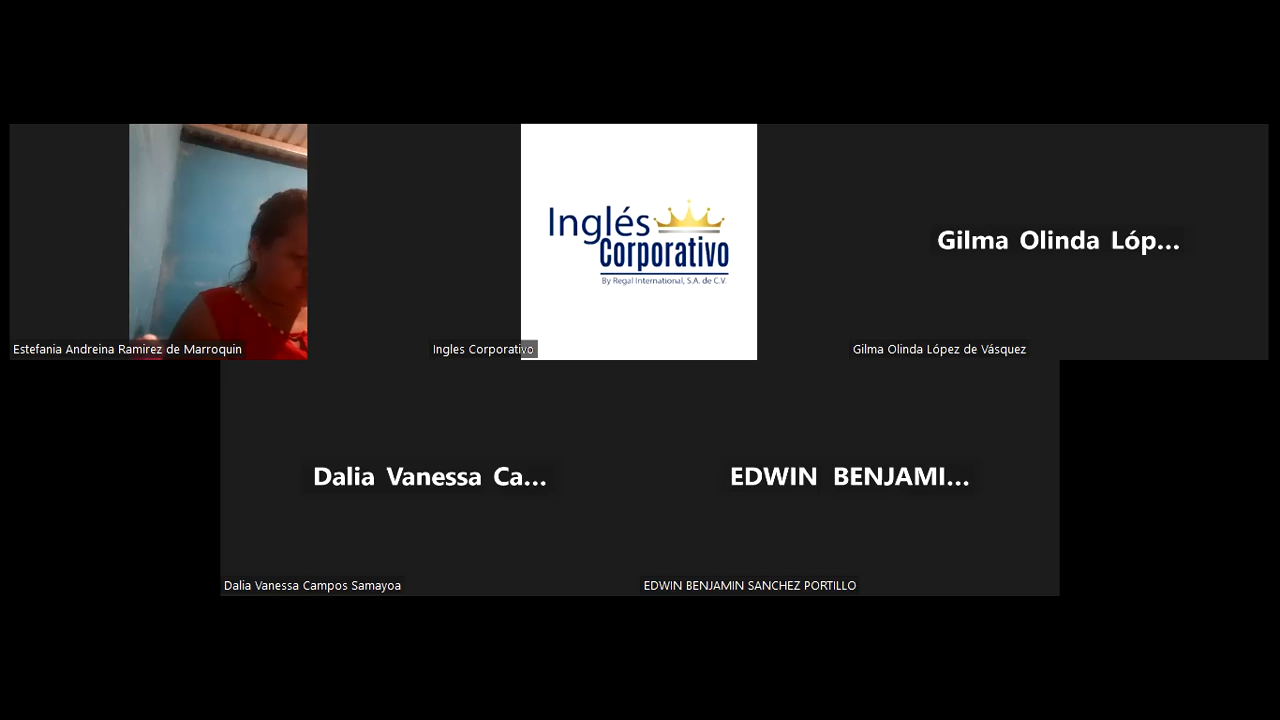 Inglés
Corporativo
By Regal International, S.A. de C.V.
Gilma Olinda Lóp...
Estefania Andreina Ramirez de Marroquin
Ingles Corporativo
Gilma Olinda López de Vásquez
Dalia Vanessa Ca...
EDWIN BENJAMI...
Dalia Vanessa Campos Samayoa
EDWIN BENJAMIN SANCHEZ PORTILLO